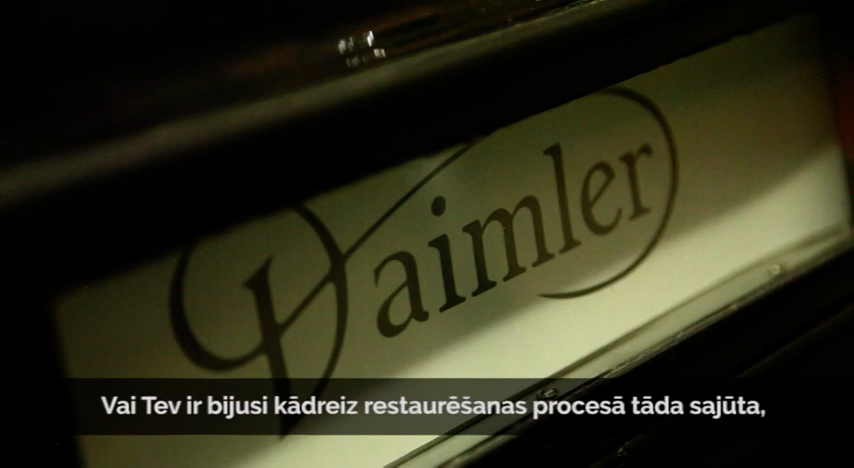 Daimler
Vai Tev ir bijusi kādreiz restaurēšanas procesā tāda sajūta,